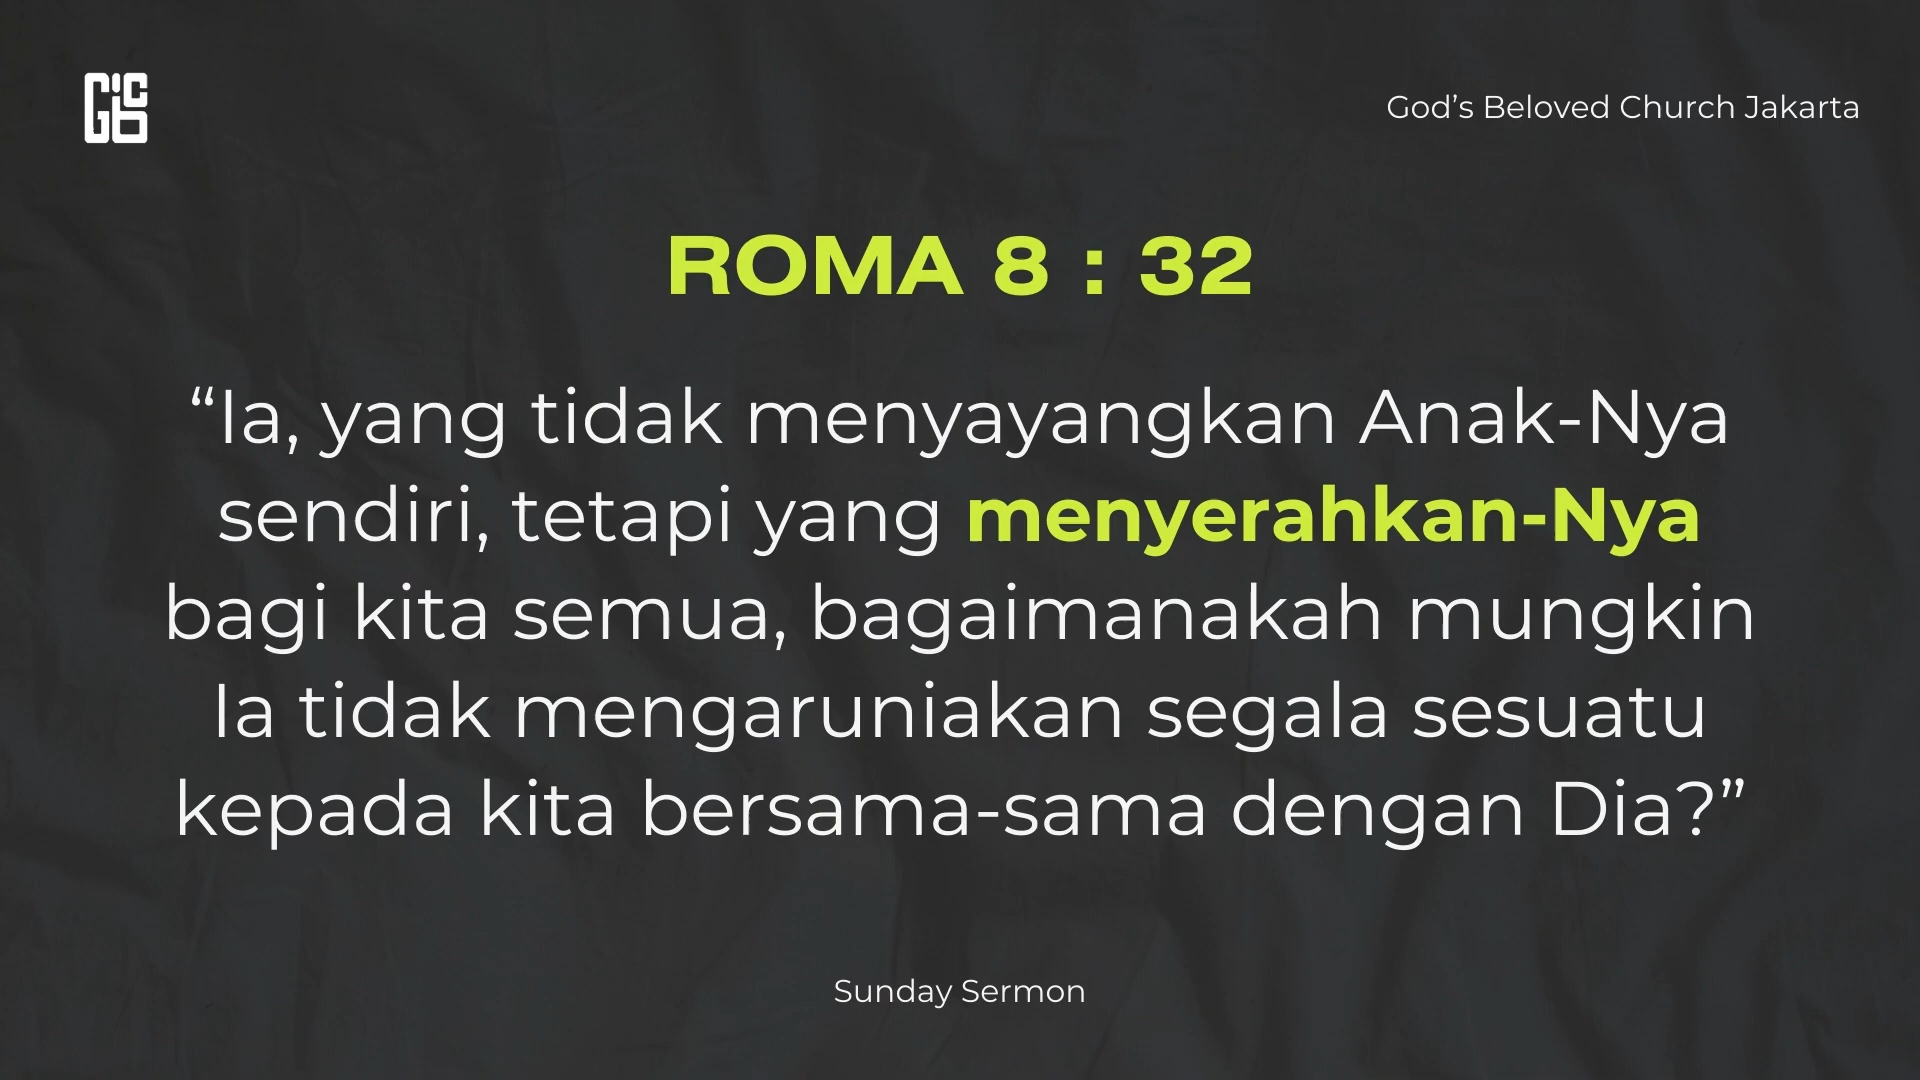 God's Beloved Church Jakarta
ROMA 8 : 32
“Ia, yang tidak menyayangkan Anak-Nya
sendiri, tetapi yang menyerahkan-Nya
bagi kita semua, bagaimanakah mungkin
Ia tidak mengaruniakan segala sesuatu
kepada kita bersama-sama dengan Dia?”
Sunday Sermon